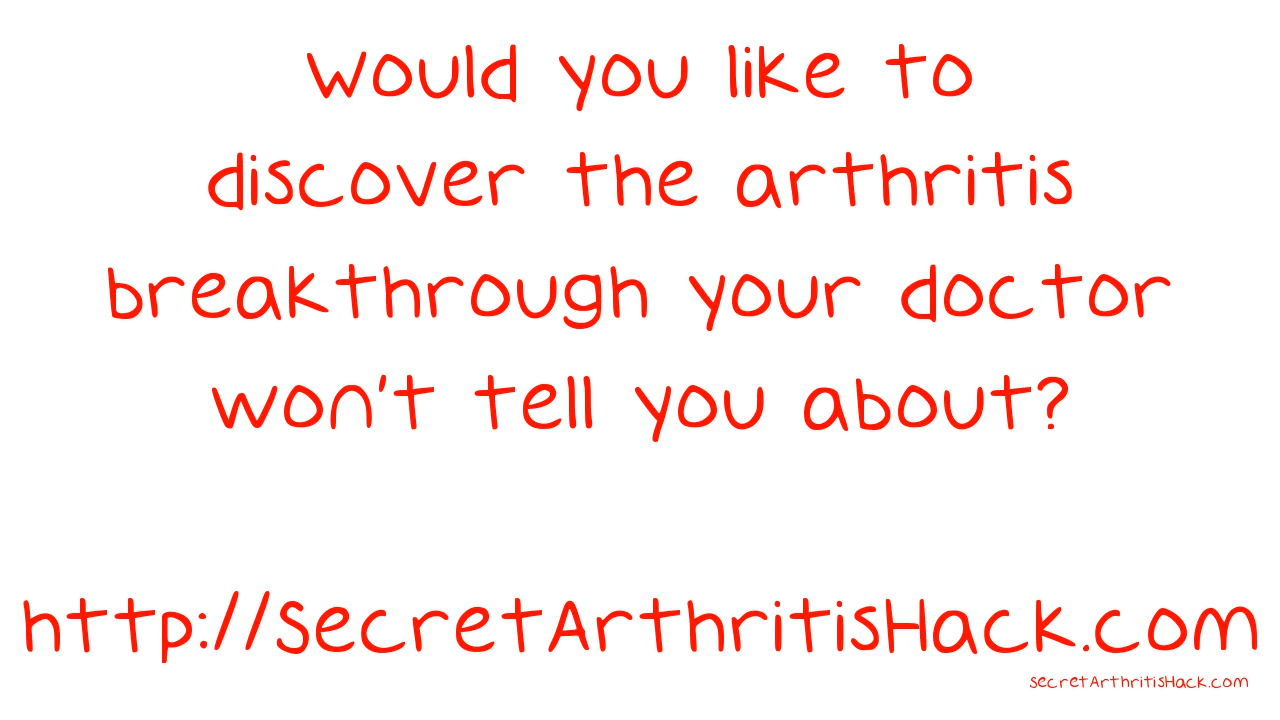 Would you like to
discover the arthritis
breakthrough your doctor
won't tell you about?
http://SecretArthritisHack.com
SecretArthritisHack.com